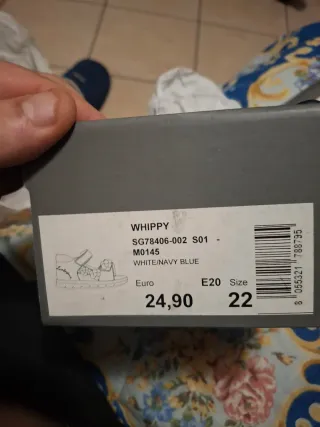 WHIPPY
SG78406-002 S01 -
M0145
WHITE/NAVY BLUE
Euro E20 Size
24,90 22
8 055321 788795